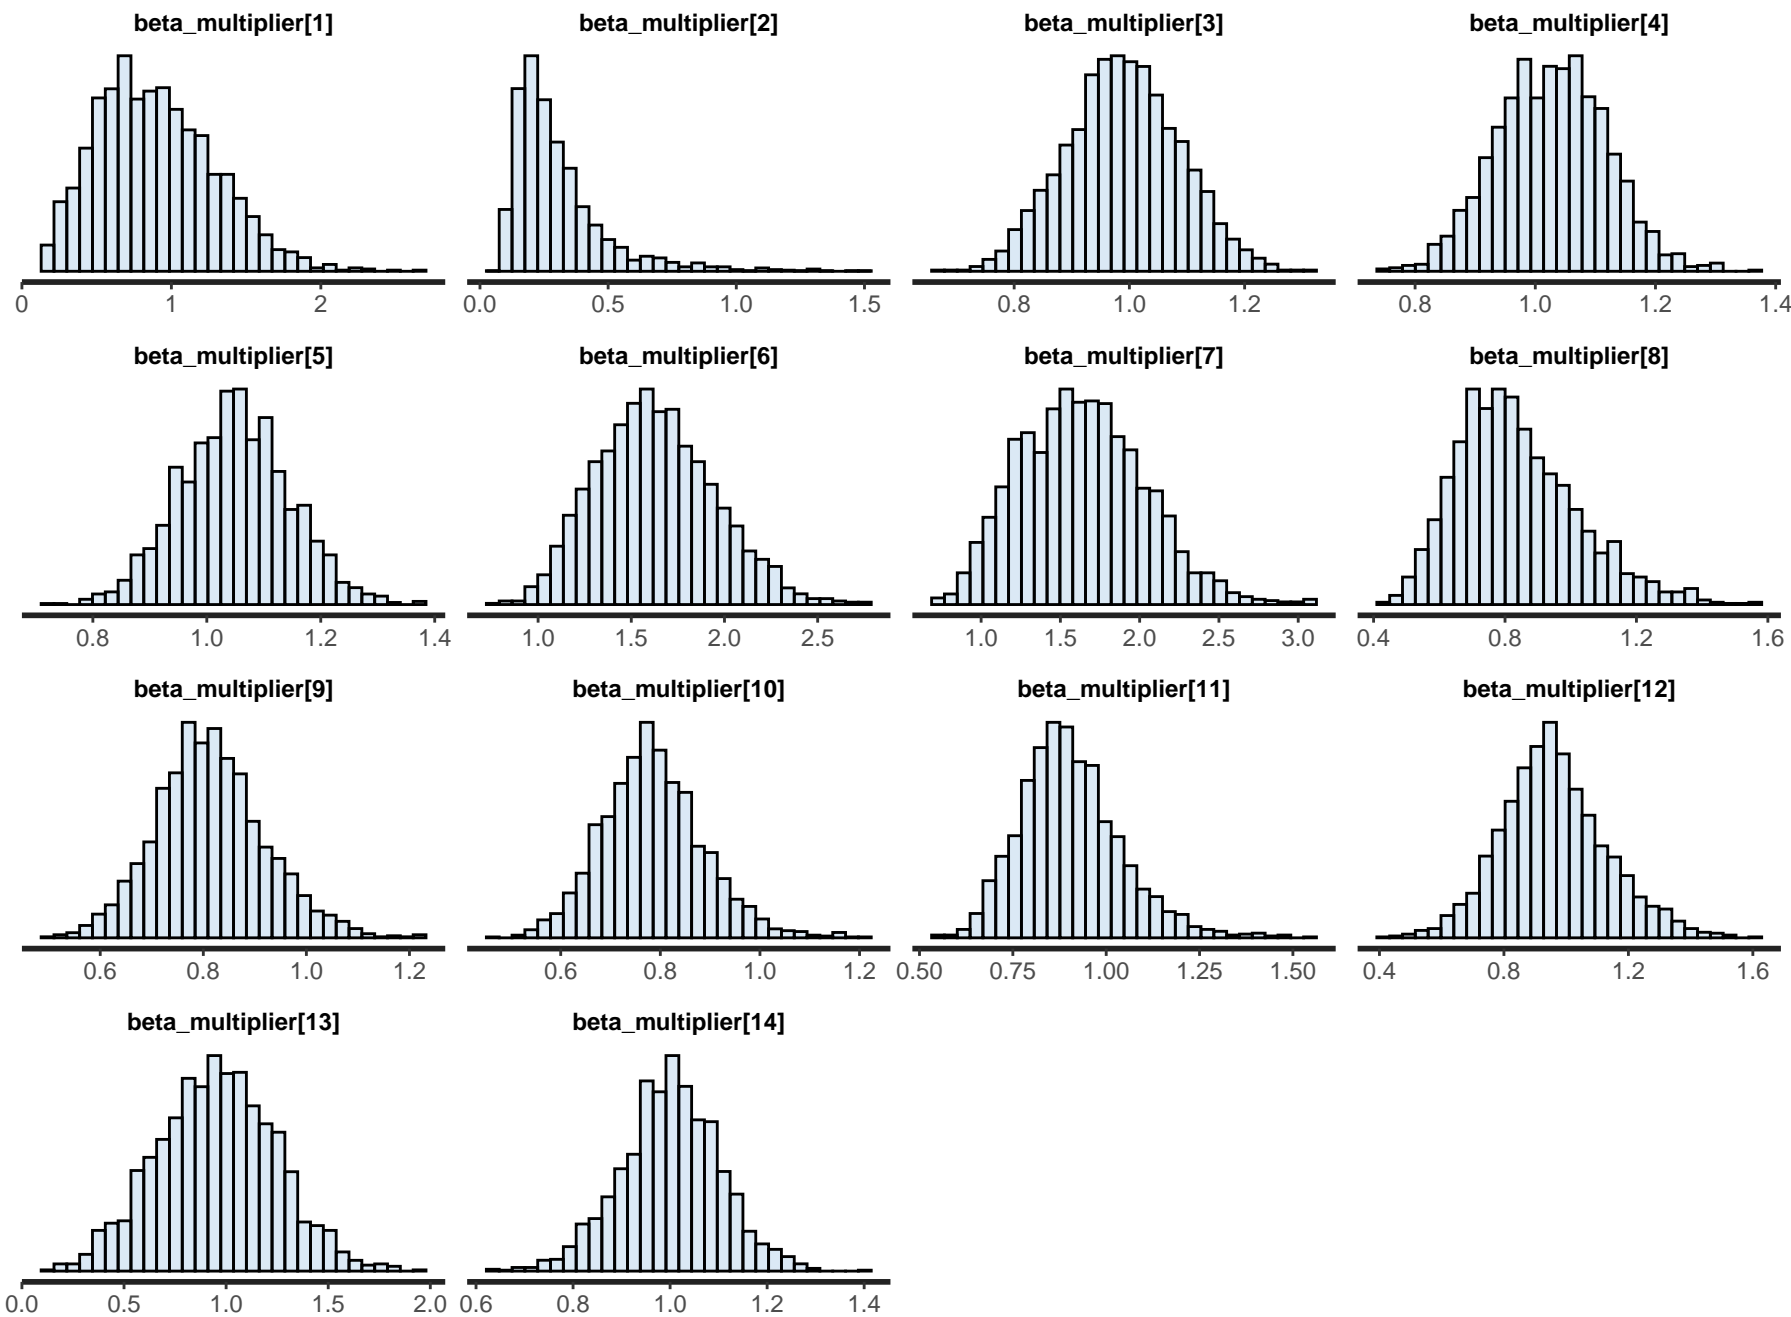 beta_multiplier[1] beta_multiplier[2] beta_multiplier[3] beta_multiplier[4]
0 1 2 0.0 0.5 1.0 1.5 0.8 1.0 1.2 0.8 1.0 1.2 1.4
beta_multiplier[5] beta_multiplier[6] beta_multiplier[7] beta_multiplier[8]
0.8 1.0 1.2 1.4 1.0 1.5 2.0 2.5 1.0 1.5 2.0 2.5 3.0 0.4 0.8 1.2 1.6
beta_multiplier[9] beta_multiplier[10] beta_multiplier[11] beta_multiplier[12]
0.6 0.8 1.0 1.2 0.6 0.8 1.0 1.2 0.50 0.75 1.00 1.25 1.50 0.4 0.8 1.2 1.6
beta_multiplier[13] beta_multiplier[14]
0.0 0.5 1.0 1.5 2.0 0.6 0.8 1.0 1.2 1.4